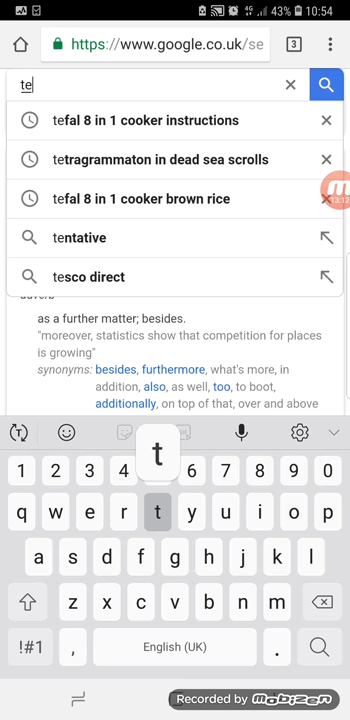 4G 43% 10:54
https://www.google.co.uk/se 3
te
tefal 8 in 1 cooker instructions
tetragrammaton in dead sea scrolls
tefal 8 in 1 cooker brown rice
13:12
tentative
tesco direct
adverb
as a further matter; besides.
"moreover, statistics show that competition for places
is growing"
synonyms: besides, furthermore, what's more, in
addition, also, as well, too, to boot,
additionally, on top of that, over and above
T
t
1 2 3 4 6 7 8 9 0
q w e r t y u i o p
a s d f g h j k l
z x c v b n m
!#1 , English (UK) .
Recorded by mobizen